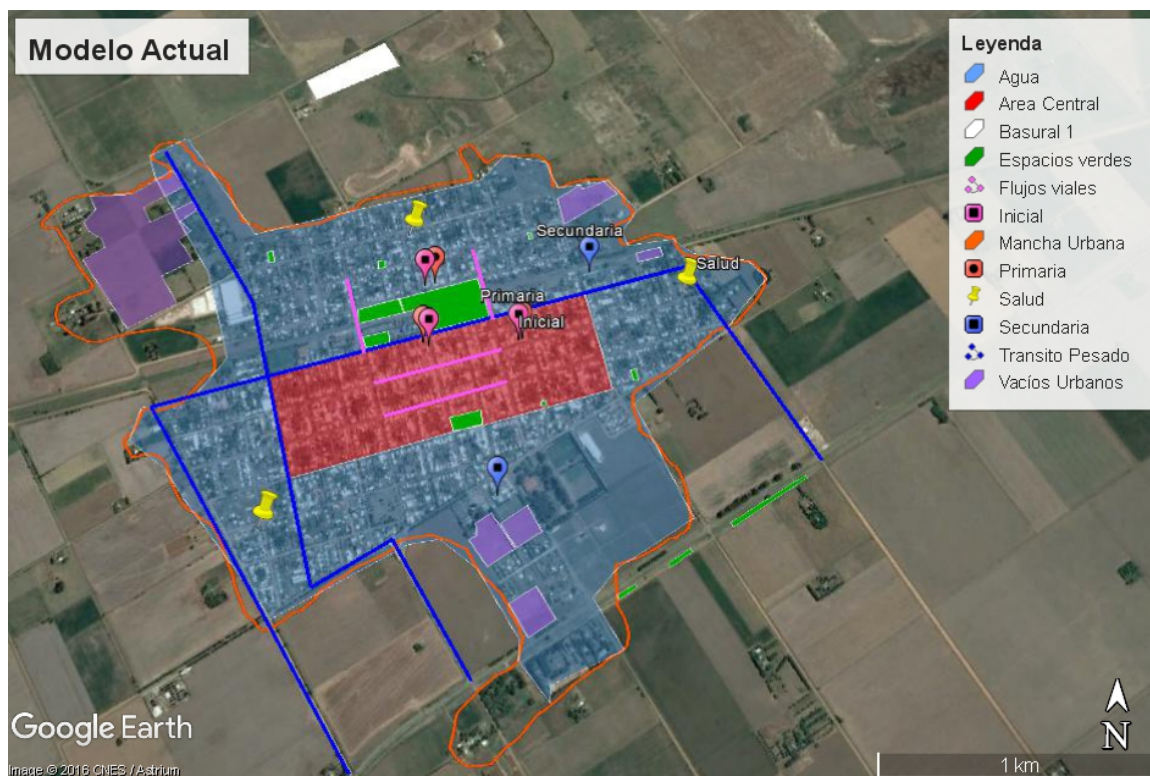 Modelo Actual
Leyenda
Agua
Area Central
Basural 1
Espacios verdes
Flujos viales
Inicial
Mancha Urbana
Primaria
Salud
Secundaria
Transito Pesado
Vacíos Urbanos
Secundaria
Salud
Primaria
Inicial
Google Earth
N
Image © 2016 CNES / Astrium
1 km